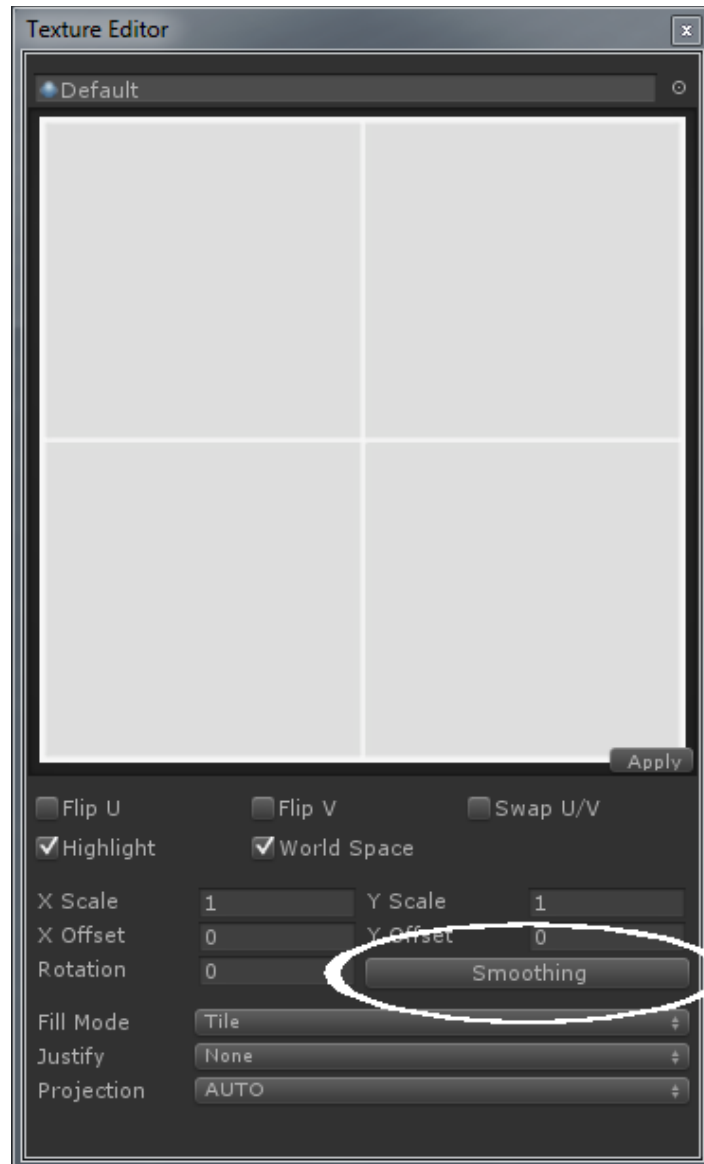 Texture Editor
Default
Apply
Flip U Flip V Swap U/V
Highlight World Space
X Scale 1 Y Scale 1
X Offset 0 Y Offset 0
Rotation 0 Smoothing
Fill Mode Tile
Justify None
Projection AUTO